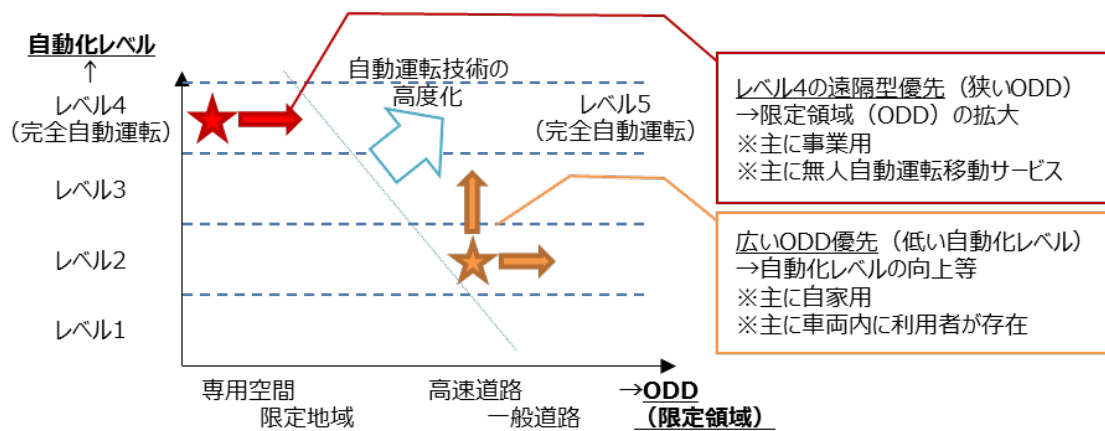 自動化レベル
↑
レベル4
(完全自動運転)
レベル3
レベル2
レベル1
自動運転技術の
高度化
レベル5
(完全自動運転)
専用空間
限定地域
高速道路
一般道路
→ODD
(限定領域)
レベル4の遠隔型優先（狭いODD）
→限定領域（ODD）の拡大
※主に事業用
※主に無人自動運転移動サービス
広いODD優先（低い自動化レベル）
→自動化レベルの向上等
※主に自家用
※主に車両内に利用者が存在